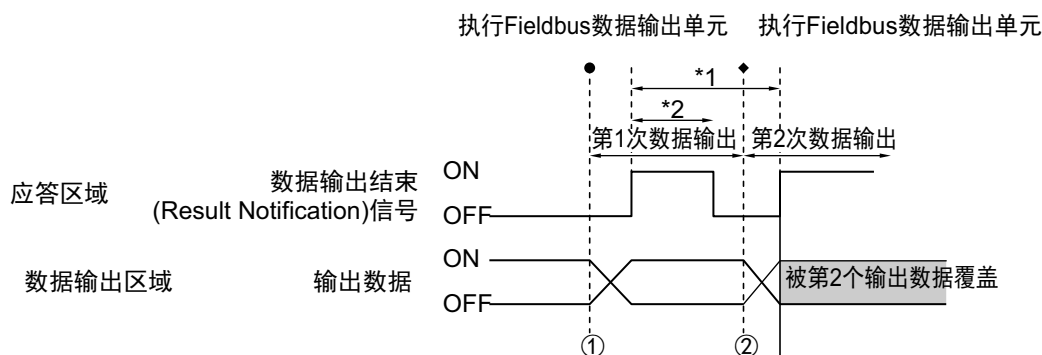 执行Fieldbus数据输出单元 执行Fieldbus数据输出单元
*1
*2
第1次数据输出 第2次数据输出
应答区域
数据输出结束
(Result Notification)信号
ON
OFF
数据输出区域
输出数据
ON
OFF
被第2个输出数据覆盖
① ②